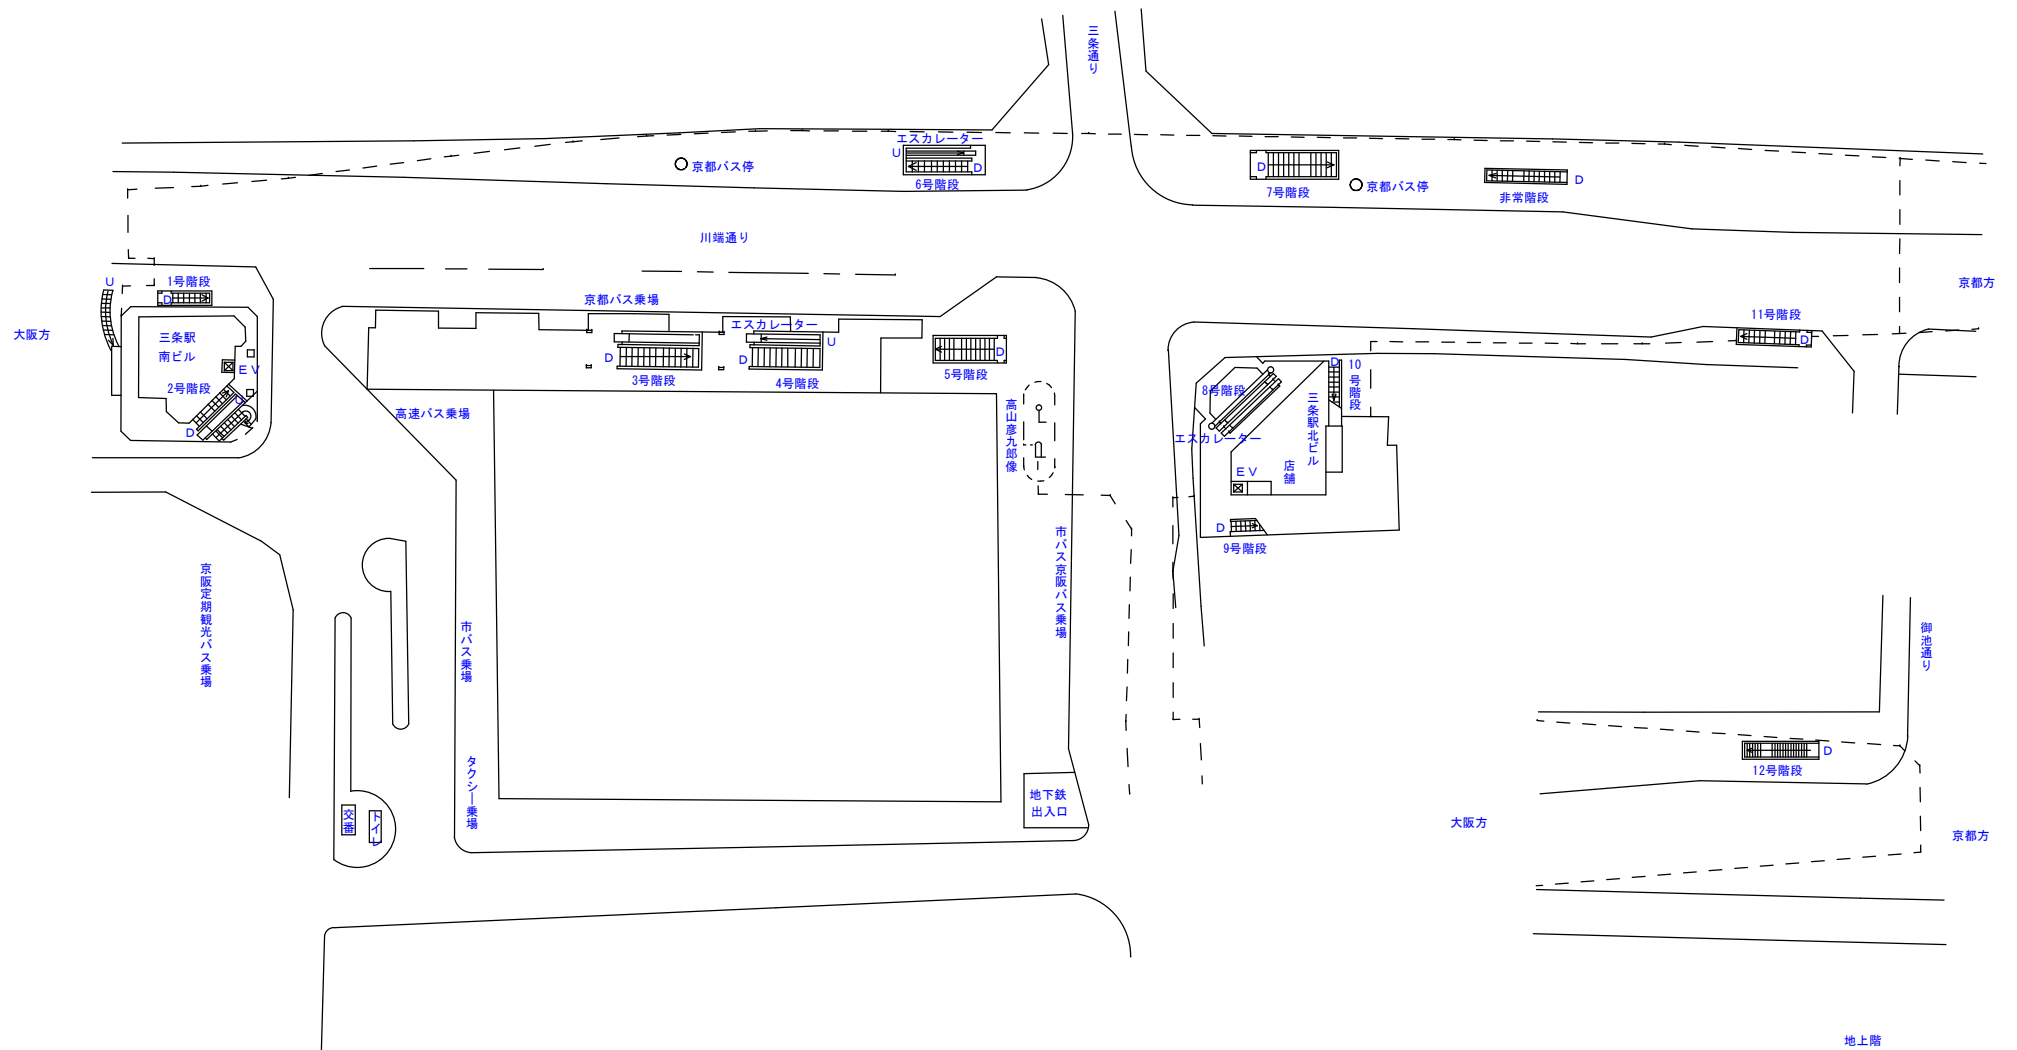 三条通り
エスカレーター
U
D
6号階段
京都バス停
D
7号階段
京都バス停
D
非常階段
川端通り
U
1号階段
D
大阪方
三条駅
南ビル
EV
2号階段
U
D
京都バス乗場
エスカレーター
U
D
3号階段
D
4号階段
D
5号階段
高速バス乗場
高山彦九郎像
8号階段
エスカレーター
D
10号階段
三条駅北ビル
店舗
EV
D
9号階段
京都方
11号階段
D
京阪定期観光バス乗場
市バス乗場
タクシー乗場
市バス京阪バス乗場
交番
トイレ
地下鉄
出入口
御池通り
D
12号階段
大阪方
京都方
地上階